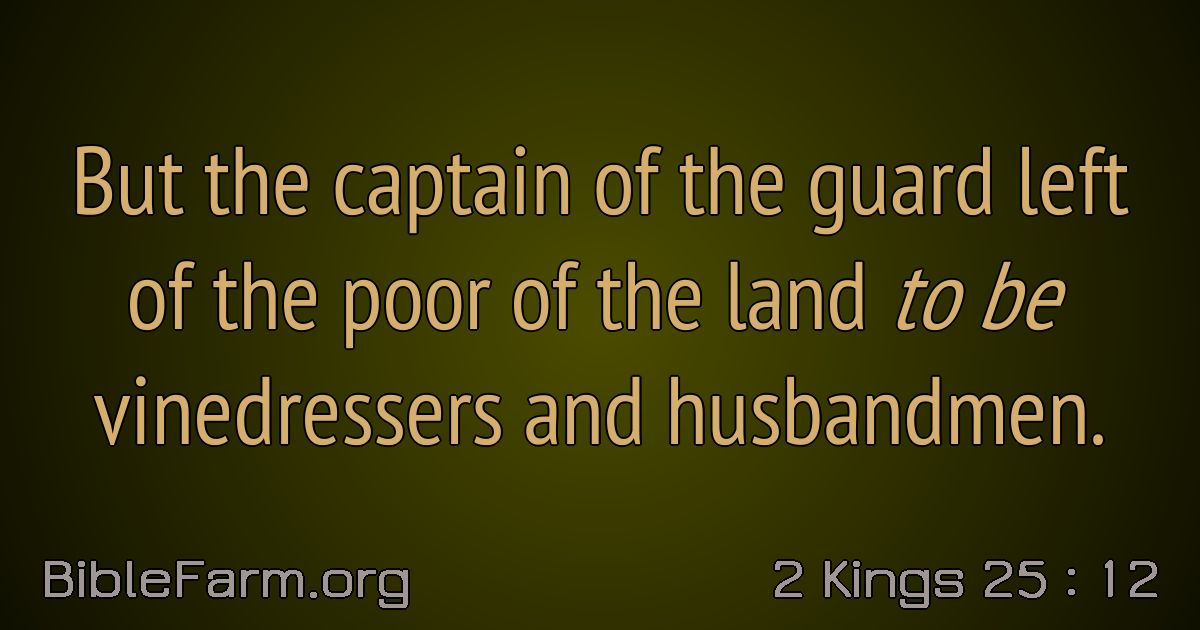 But the captain of the guard left
of the poor of the land to be
vinedressers and husbandmen.
BibleFarm.org
2 Kings 25 : 12